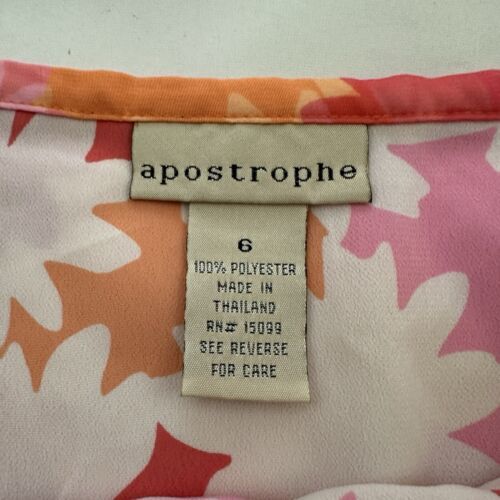 apostrophe
6
100% POLYESTER
MADE IN
THAILAND
RN# 15099
SEE REVERSE
FOR CARE